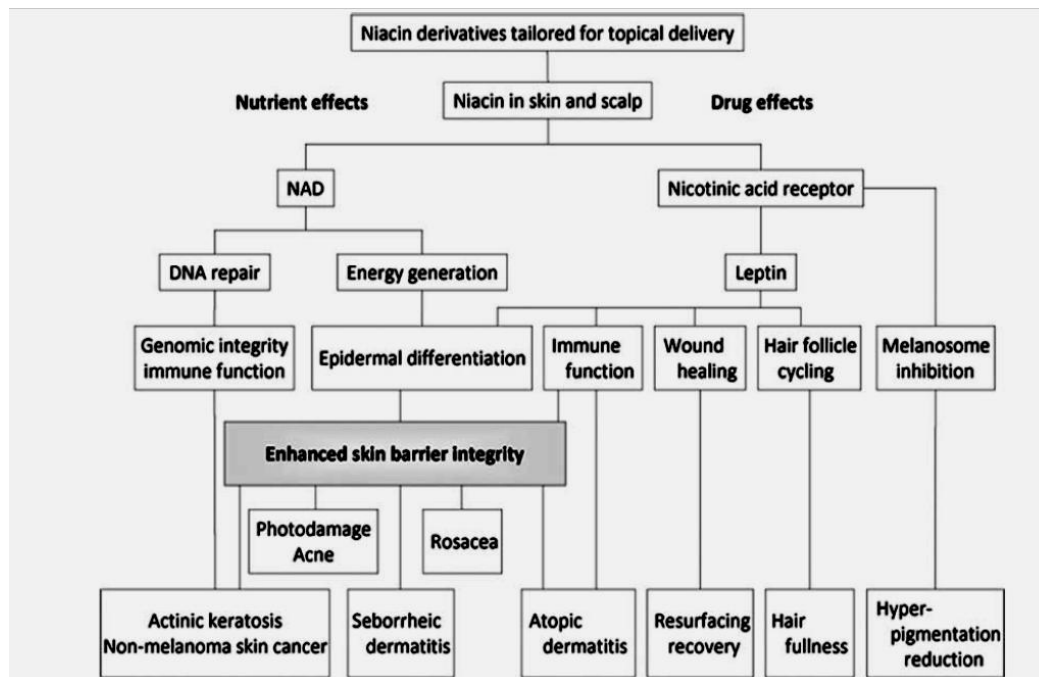 Niacin derivatives tailored for topical delivery
Nutrient effects
Niacin in skin and scalp
Drug effects
NAD
Nicotinic acid receptor
DNA repair
Energy generation
Leptin
Genomic integrity
immune function
Epidermal differentiation
Immune
function
Wound
healing
Hair follicle
cycling
Melanosome
inhibition
Enhanced skin barrier integrity
Photodamage
Acne
Rosacea
Actinic keratosis
Non-melanoma skin cancer
Seborrheic
dermatitis
Atopic
dermatitis
Resurfacing
recovery
Hair
fullness
Hyper-
pigmentation
reduction